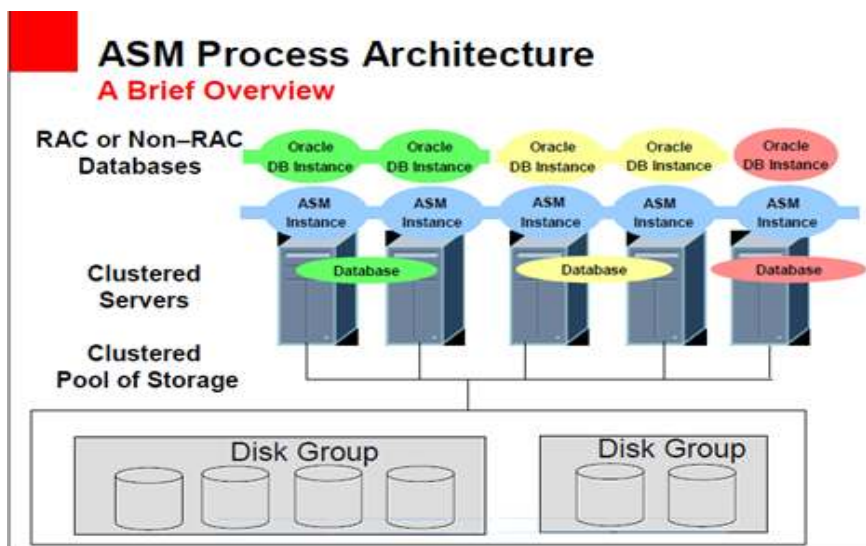 ASM Process Architecture
A Brief Overview
RAC or Non–RAC
Databases
Oracle
DB Instance
Oracle
DB Instance
Oracle
DB Instance
Oracle
DB Instance
Oracle
DB Instance
ASM
Instance
ASM
Instance
ASM
Instance
ASM
Instance
ASM
Instance
Clustered
Servers
Database
Database
Database
Clustered
Pool of Storage
Disk Group
Disk Group